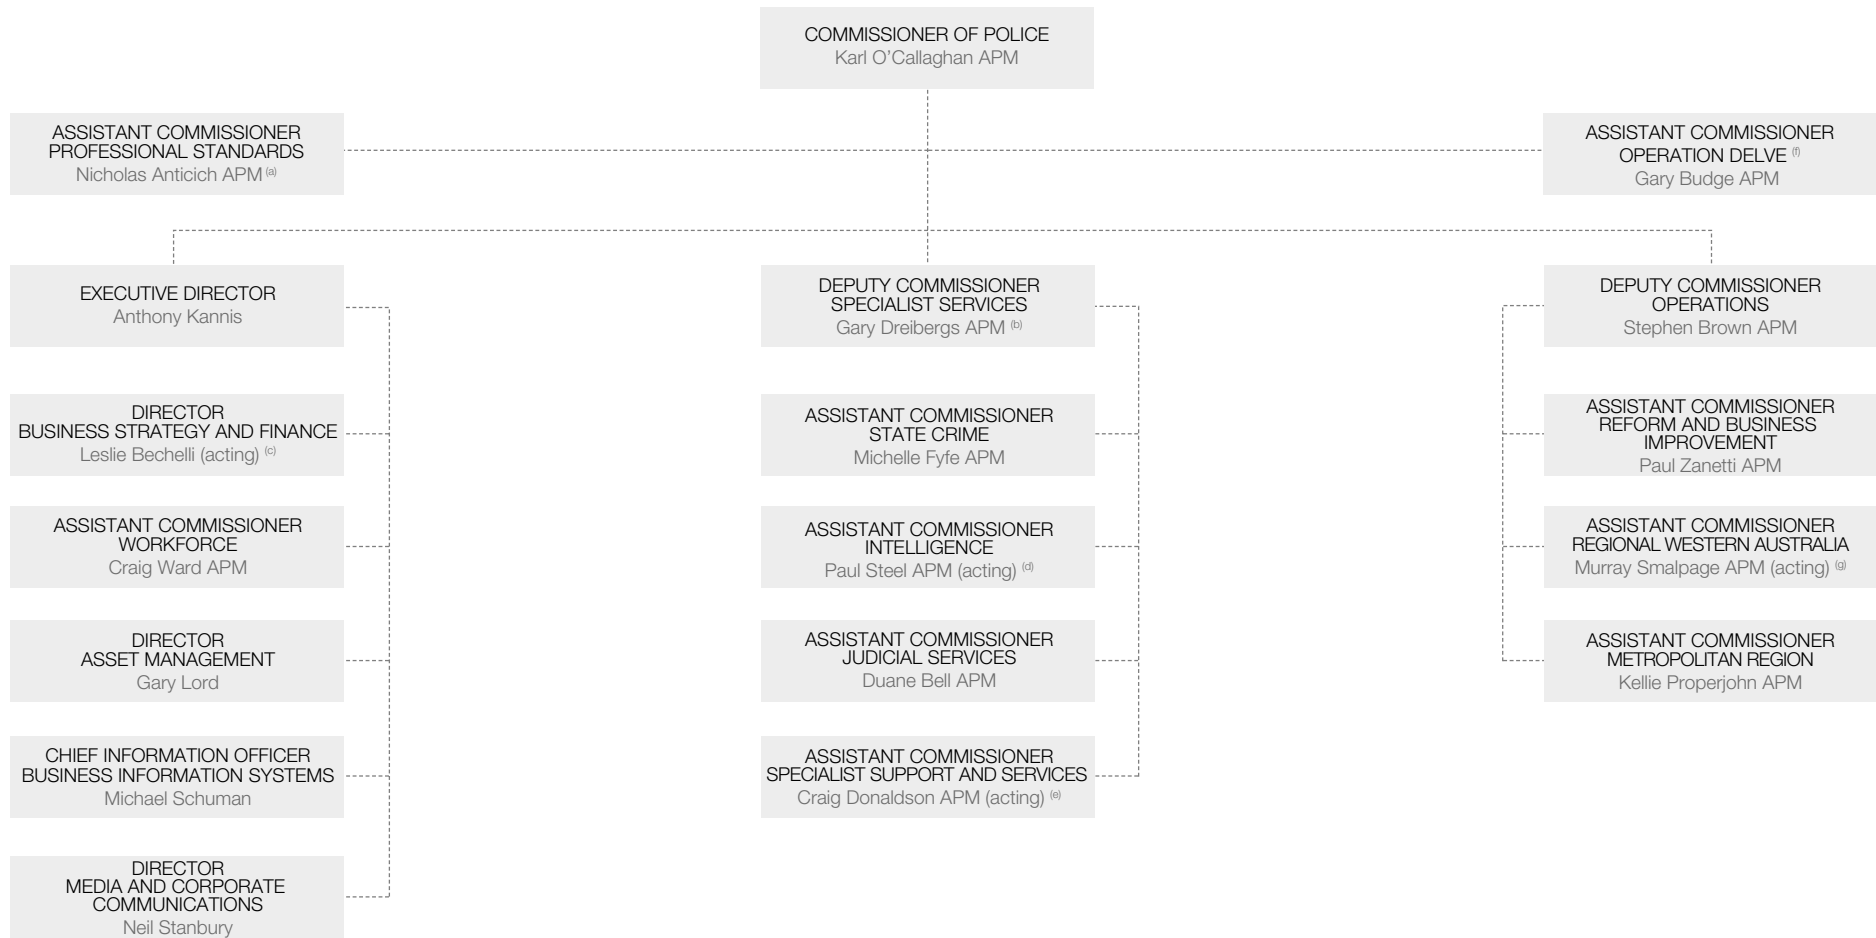 COMMISSIONER OF POLICE
Karl O’Callaghan APM
ASSISTANT COMMISSIONER
PROFESSIONAL STANDARDS
Nicholas Anticich APM (a)
ASSISTANT COMMISSIONER
OPERATION DELVE (f)
Gary Budge APM
EXECUTIVE DIRECTOR
Anthony Kannis
DIRECTOR
BUSINESS STRATEGY AND FINANCE
Leslie Bechelli (acting) (c)
ASSISTANT COMMISSIONER
WORKFORCE
Craig Ward APM
DIRECTOR
ASSET MANAGEMENT
Gary Lord
CHIEF INFORMATION OFFICER
BUSINESS INFORMATION SYSTEMS
Michael Schuman
DIRECTOR
MEDIA AND CORPORATE
COMMUNICATIONS
Neil Stanbury
DEPUTY COMMISSIONER
SPECIALIST SERVICES
Gary Dreibergs APM (b)
ASSISTANT COMMISSIONER
STATE CRIME
Michelle Fyfe APM
ASSISTANT COMMISSIONER
INTELLIGENCE
Paul Steel APM (acting) (d)
ASSISTANT COMMISSIONER
JUDICIAL SERVICES
Duane Bell APM
ASSISTANT COMMISSIONER
SPECIALIST SUPPORT AND SERVICES
Craig Donaldson APM (acting) (e)
DEPUTY COMMISSIONER
OPERATIONS
Stephen Brown APM
ASSISTANT COMMISSIONER
REFORM AND BUSINESS
IMPROVEMENT
Paul Zanetti APM
ASSISTANT COMMISSIONER
REGIONAL WESTERN AUSTRALIA
Murray Smalpage APM (acting) (g)
ASSISTANT COMMISSIONER
METROPOLITAN REGION
Kellie Properjohn APM